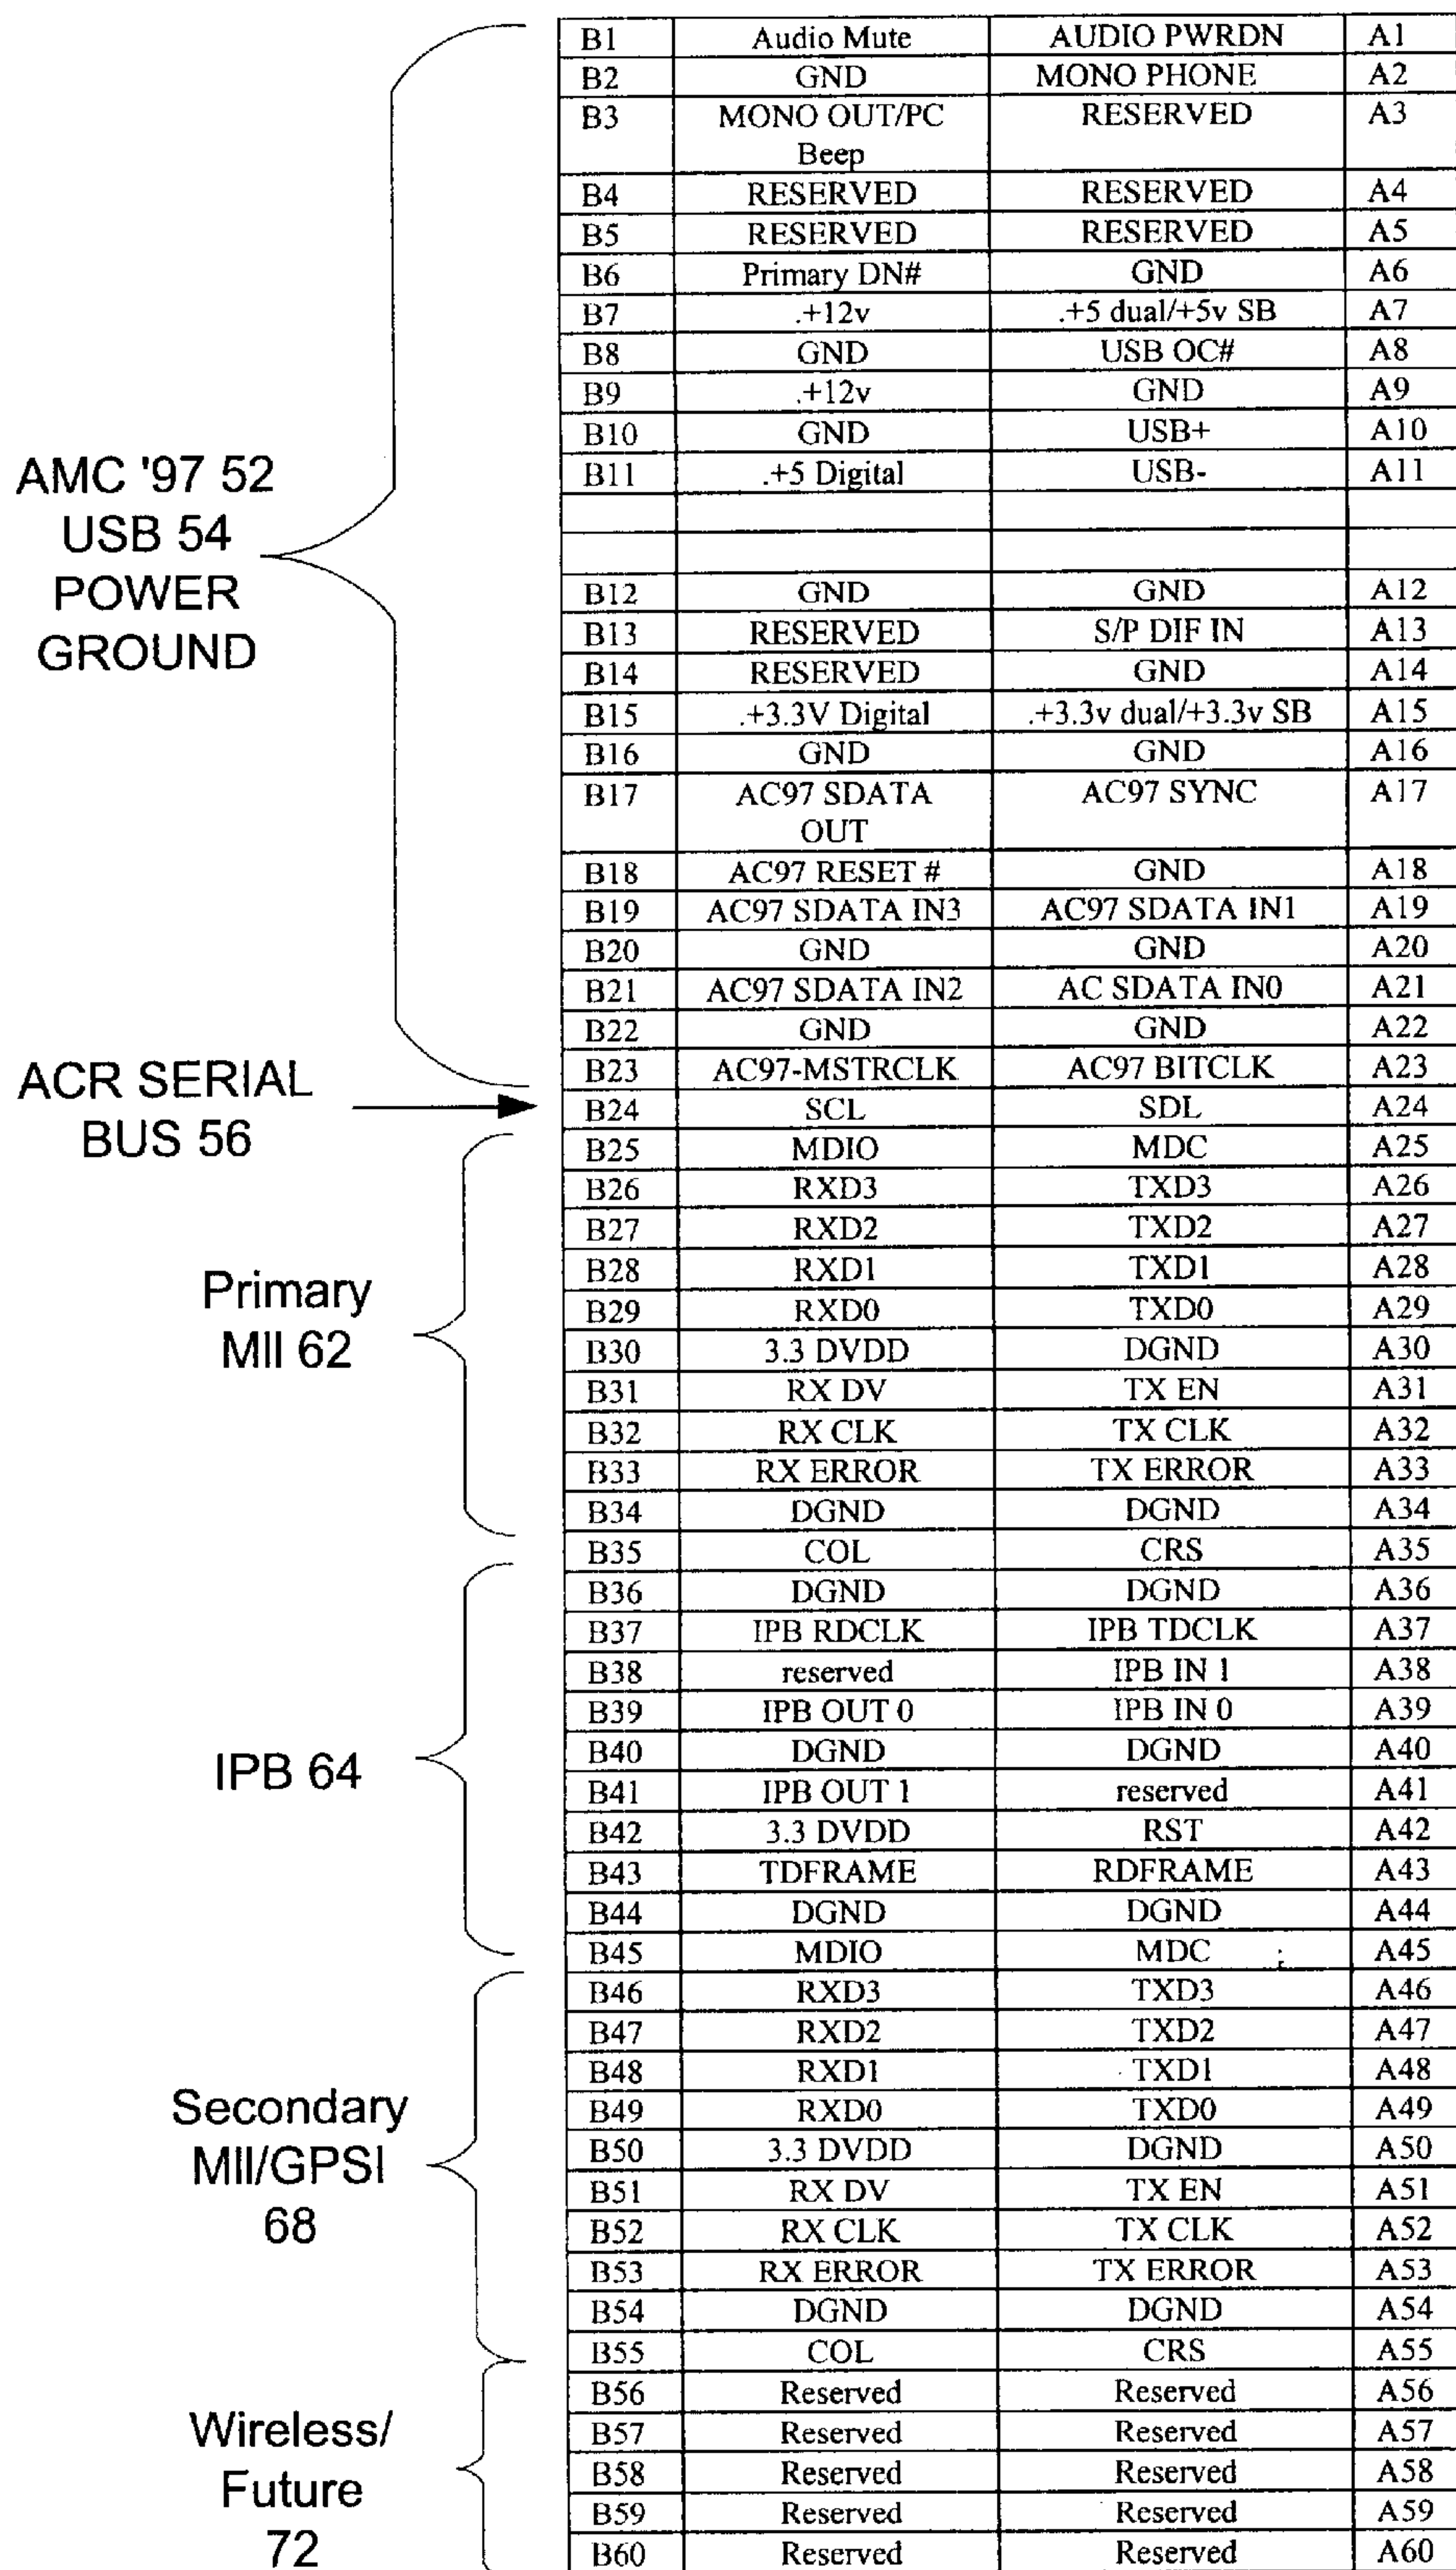 B1 Audio Mute AUDIO PWRDN A1
B2 GND MONO PHONE A2
B3 MONO OUT/PC RESERVED A3
Beep
B4 RESERVED RESERVED A4
B5 RESERVED RESERVED A5
B6 Primary DN# GND A6
B7 .+12v .+5 dual/+5v SB A7
B8 GND USB OC# A8
B9 .+12v GND A9
B10 GND USB+ A10
B11 .+5 Digital USB- A11
AMC '97 52
USB 54
POWER
GROUND
B12 GND GND A12
B13 RESERVED S/P DIF IN A13
B14 RESERVED GND A14
B15 .+3.3V Digital .+3.3v dual/+3.3v SB A15
B16 GND GND A16
B17 AC97 SDATA AC97 SYNC A17
OUT
B18 AC97 RESET # GND A18
B19 AC97 SDATA IN3 AC97 SDATA IN1 A19
B20 GND GND A20
B21 AC97 SDATA IN2 AC SDATA IN0 A21
B22 GND GND A22
B23 AC97-MSTRCLK AC97 BITCLK A23
ACR SERIAL
BUS 56
B24 SCL SDL A24
B25 MDIO MDC A25
B26 RXD3 TXD3 A26
B27 RXD2 TXD2 A27
B28 RXD1 TXD1 A28
B29 RXD0 TXD0 A29
Primary
MII 62
B30 3.3 DVDD DGND A30
B31 RX DV TX EN A31
B32 RX CLK TX CLK A32
B33 RX ERROR TX ERROR A33
B34 DGND DGND A34
B35 COL CRS A35
B36 DGND DGND A36
B37 IPB RDCLK IPB TDCLK A37
B38 reserved IPB IN 1 A38
B39 IPB OUT 0 IPB IN 0 A39
B40 DGND DGND A40
IPB 64
B41 IPB OUT 1 reserved A41
B42 3.3 DVDD RST A42
B43 TDFRAME RDFRAME A43
B44 DGND DGND A44
B45 MDIO MDC A45
B46 RXD3 TXD3 A46
B47 RXD2 TXD2 A47
B48 RXD1 TXD1 A48
B49 RXD0 TXD0 A49
Secondary
MII/GPSI
68
B50 3.3 DVDD DGND A50
B51 RX DV TX EN A51
B52 RX CLK TX CLK A52
B53 RX ERROR TX ERROR A53
B54 DGND DGND A54
B55 COL CRS A55
B56 Reserved Reserved A56
B57 Reserved Reserved A57
Wireless/
Future
72
B58 Reserved Reserved A58
B59 Reserved Reserved A59
B60 Reserved Reserved A60